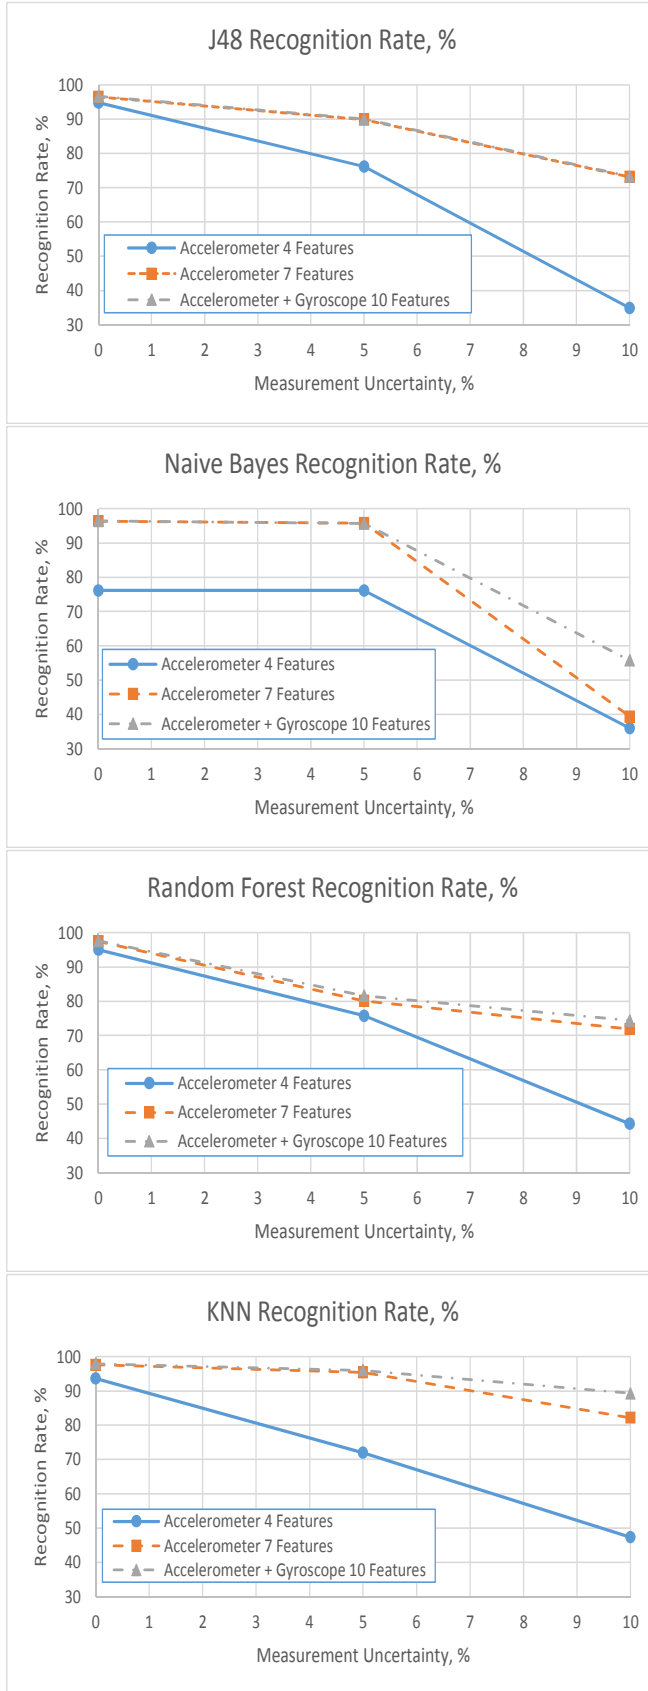 J48 Recognition Rate, %
Recognition Rate, %
100
90
80
70
60
50
40
30
Accelerometer 4 Features
Accelerometer 7 Features
Accelerometer + Gyroscope 10 Features
0 1 2 3 4 5 6 7 8 9 10
Measurement Uncertainty, %
Naive Bayes Recognition Rate, %
Recognition Rate, %
100
90
80
70
60
50
40
30
Accelerometer 4 Features
Accelerometer 7 Features
Accelerometer + Gyroscope 10 Features
0 1 2 3 4 5 6 7 8 9 10
Measurement Uncertainty, %
Random Forest Recognition Rate, %
Recognition Rate, %
100
90
80
70
60
50
40
30
Accelerometer 4 Features
Accelerometer 7 Features
Accelerometer + Gyroscope 10 Features
0 1 2 3 4 5 6 7 8 9 10
Measurement Uncertainty, %
KNN Recognition Rate, %
Recognition Rate, %
100
90
80
70
60
50
40
30
Accelerometer 4 Features
Accelerometer 7 Features
Accelerometer + Gyroscope 10 Features
0 1 2 3 4 5 6 7 8 9 10
Measurement Uncertainty, %